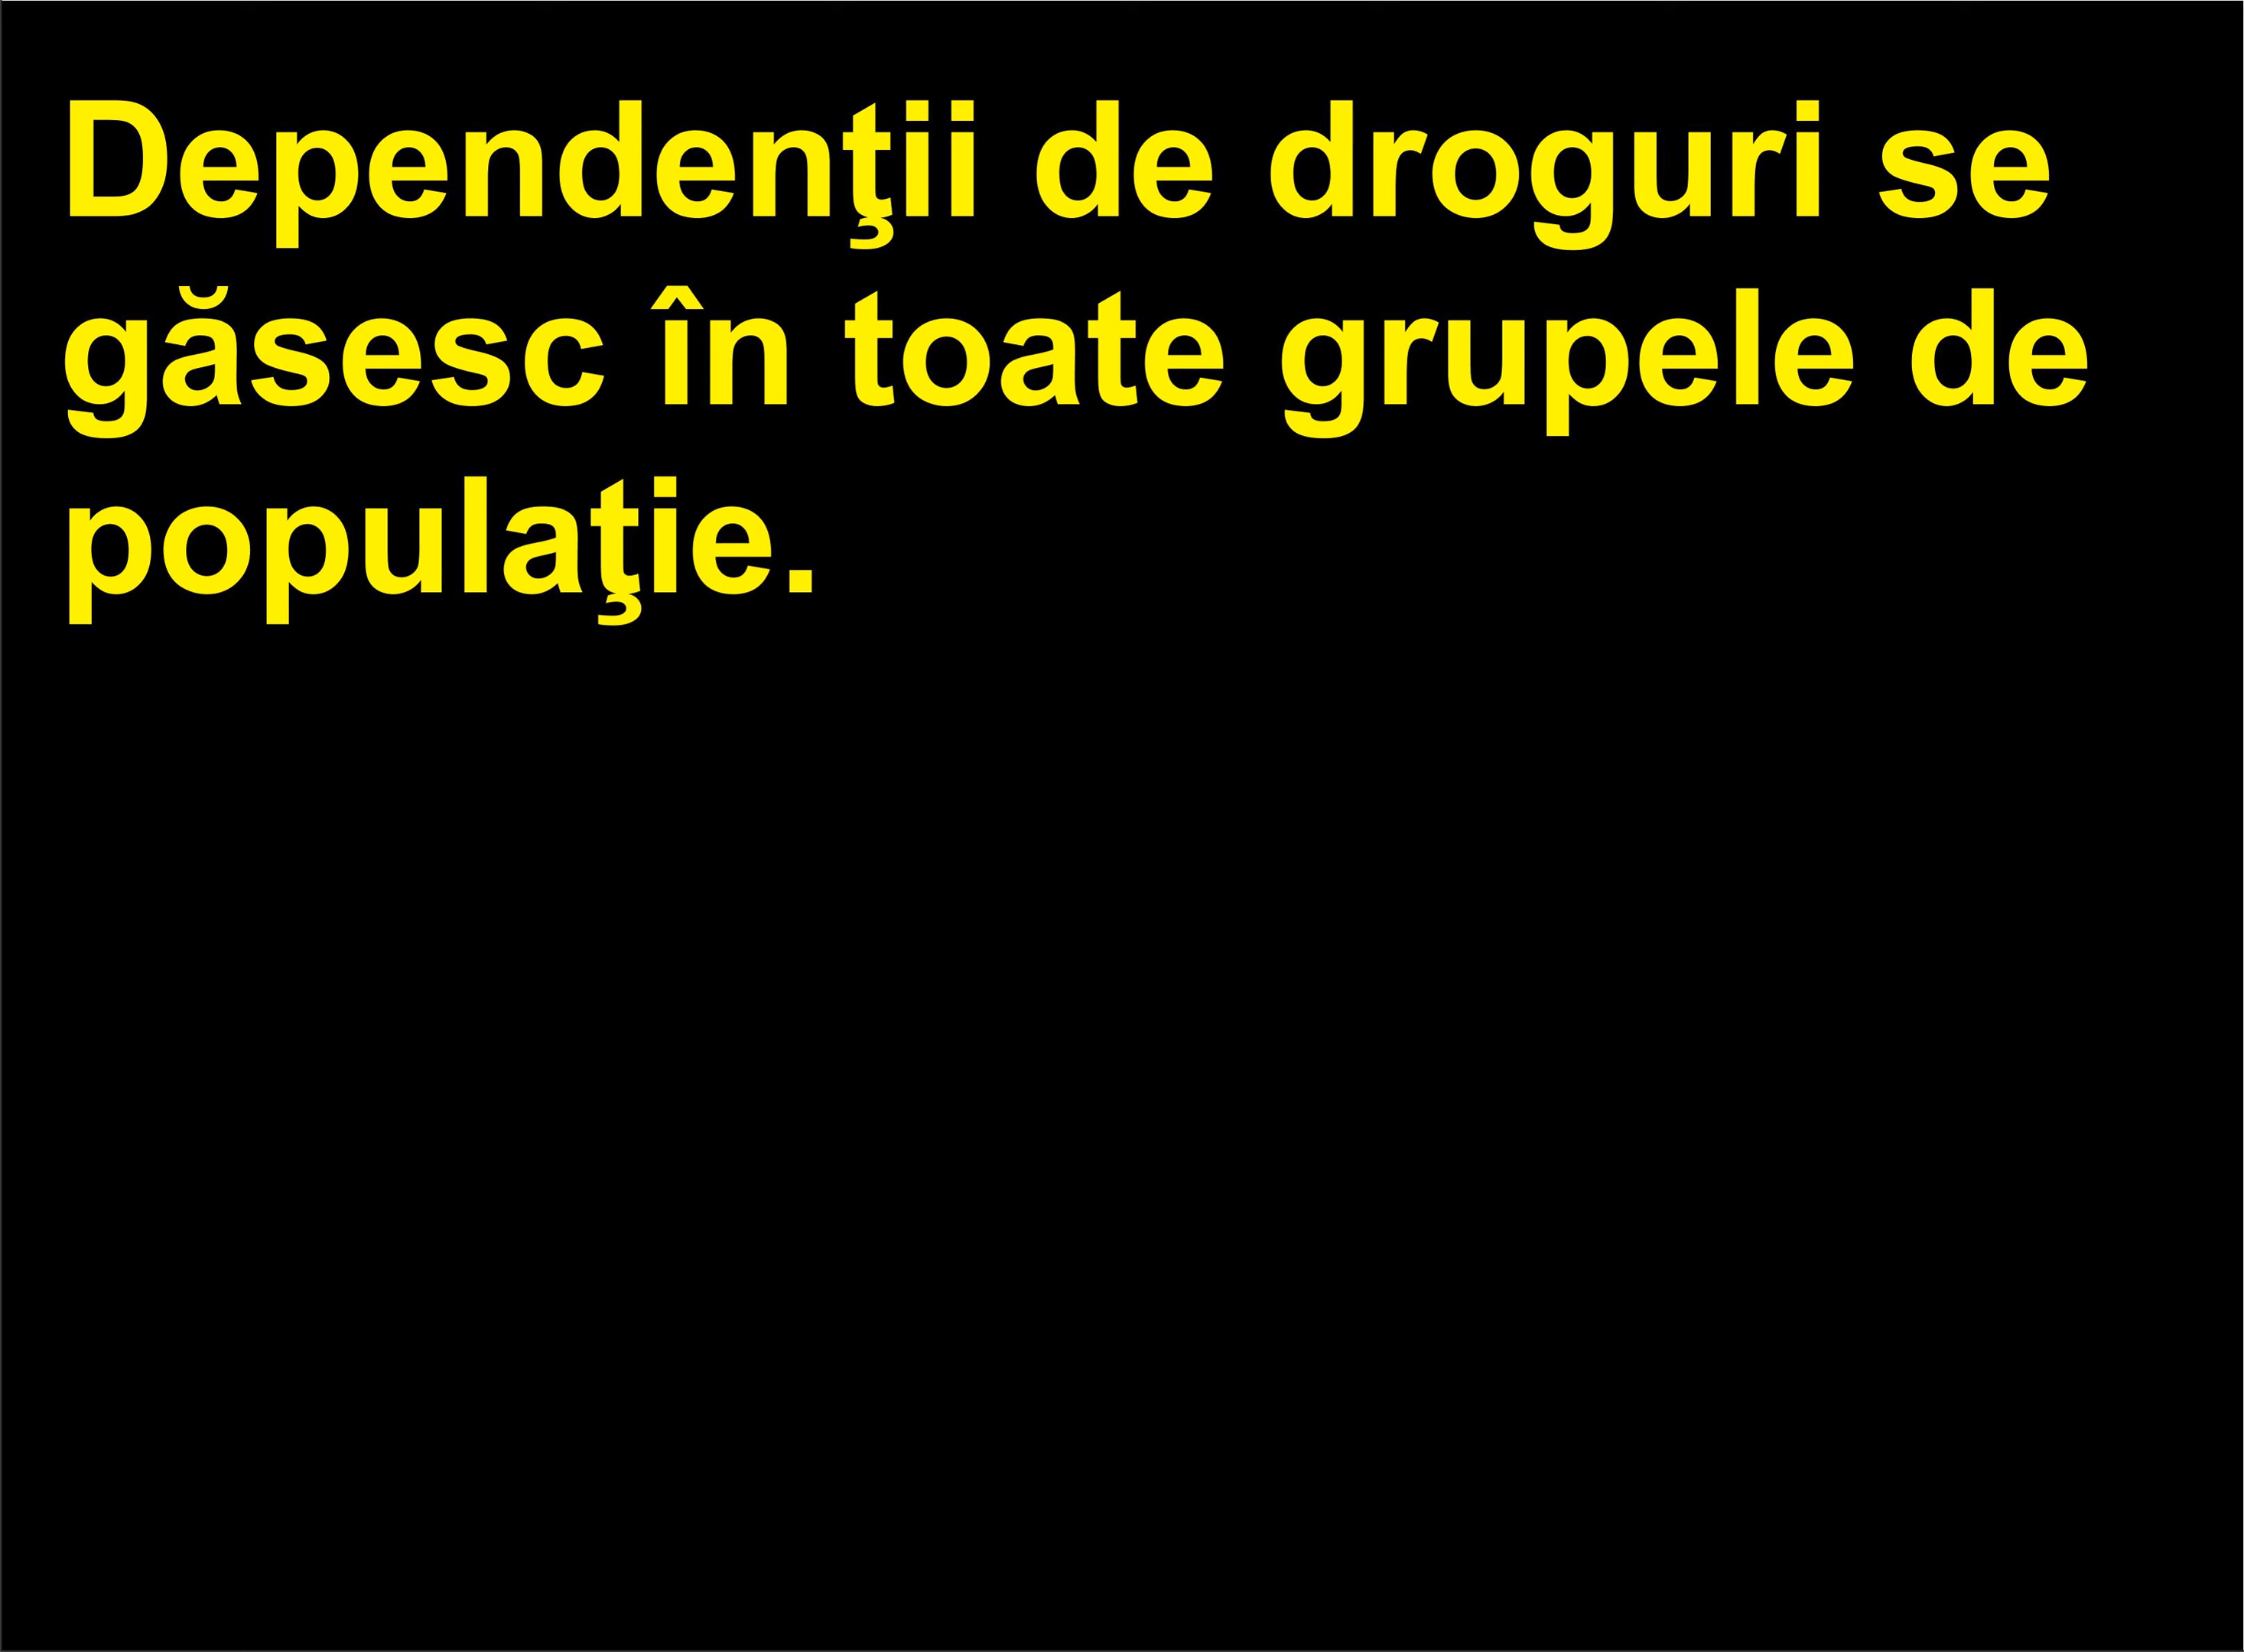 Dependenţii de droguri se
găsesc în toate grupele de
populaţie.